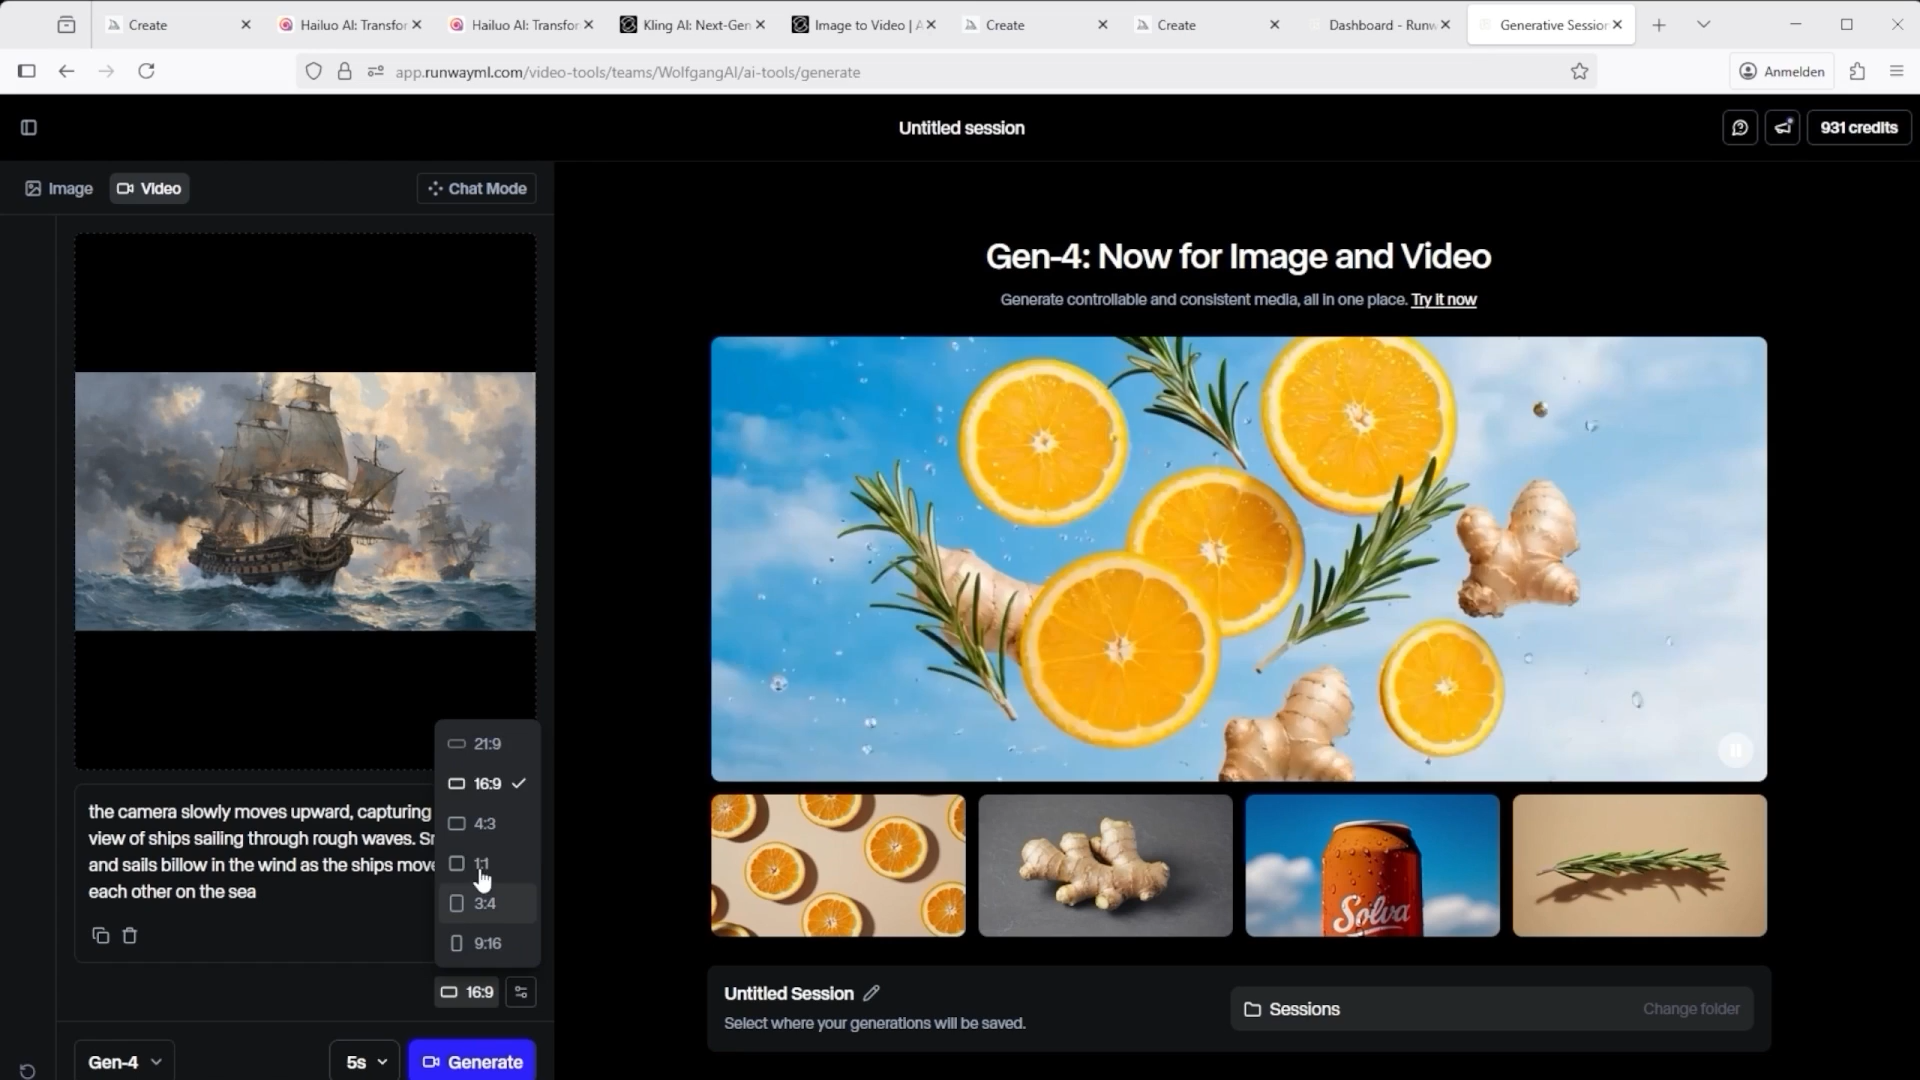 Create
Hailuo AI: Transfor
Hailuo AI: Transfor
Kling AI: Next-Gen
Image to Video | A
Create
Create
Dashboard - Runw
Generative Session
app.runwayml.com/video-tools/teams/WolfgangAI/ai-tools/generate
Anmelden
Untitled session
931 credits
Image
Video
Chat Mode
Gen-4: Now for Image and Video
Generate controllable and consistent media, all in one place. Try it now
21:9
16:9
4:3
1:1
3:4
9:16
the camera slowly moves upward, capturing
view of ships sailing through rough waves.
and sails billow in the wind as the ships move
each other on the sea
16:9
Solva
Untitled Session
Select where your generations will be saved.
Sessions
Change folder
Gen-4
5s
Generate